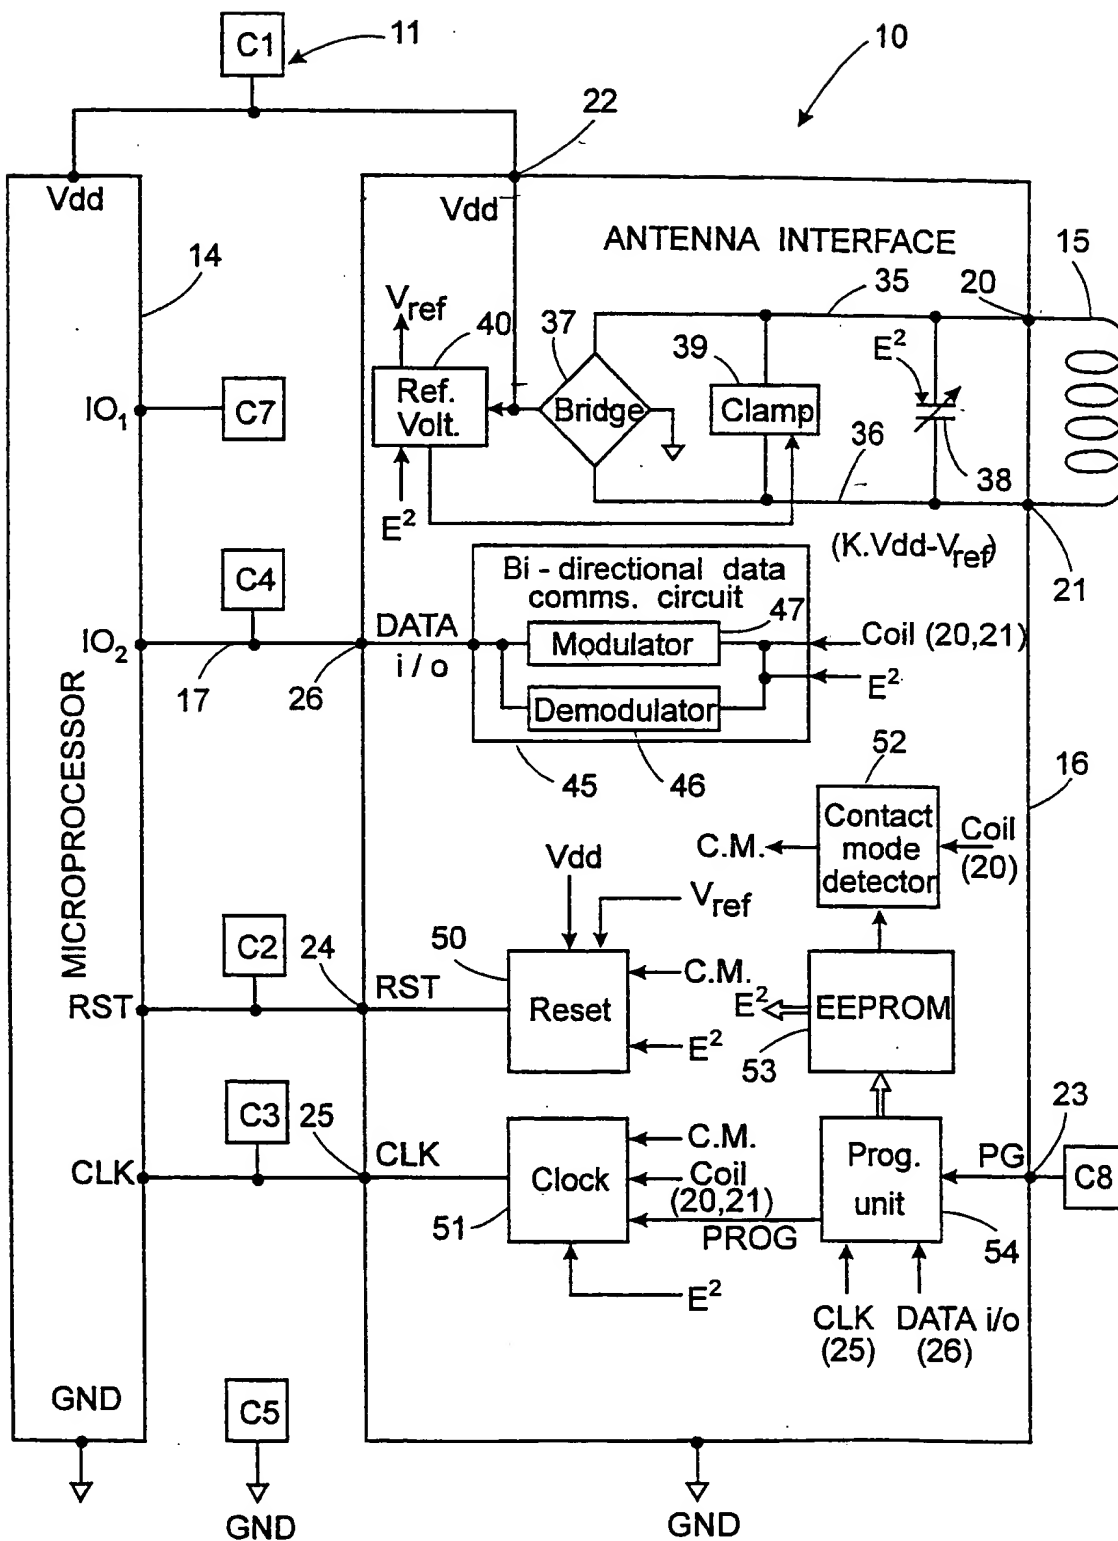 C1
11
10
22
Vdd
Vdd
ANTENNA INTERFACE
14
15
20
35
Vref
40
37
39
E²
Ref.
Volt.
Bridge
Clamp
IO₁
C7
36
38
E²
(K.Vdd-Vref)
21
C4
Bi - directional data
comms. circuit
47
IO₂
DATA
i / o
Modulator
Coil (20,21)
17
26
E²
Demodulator
45
46
52
16
MICROPROCESSOR
Contact
mode
detector
C.M.
Coil
(20)
Vdd
Vref
C2
24
50
C.M.
RST
RST
Reset
E²
EEPROM
E²
53
C3
25
23
CLK
CLK
Clock
C.M.
Coil
(20,21)
PROG
Prog.
unit
PG
C8
51
54
E²
CLK
(25)
DATA i/o
(26)
GND
C5
GND
GND